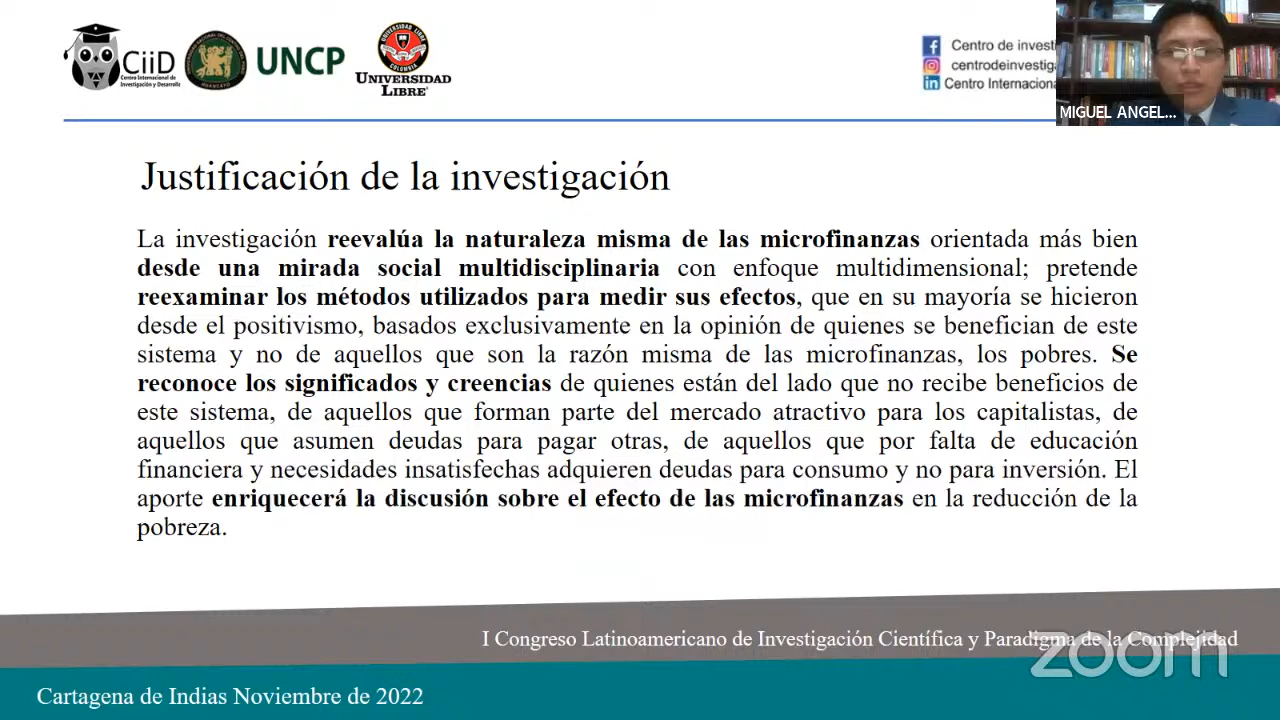 CiiD
Centro Internacional de
Investigación y Desarrollo
UNCP
UNIVERSIDAD LIBRE
COLOMBIA
UNIVERSIDAD
LIBRE
Centro de investi
centrodeinvestiga
Centro Internaciona
MIGUEL ANGEL...
Justificación de la investigación
La investigación reevalúa la naturaleza misma de las microfinanzas orientada más bien
desde una mirada social multidisciplinaria con enfoque multidimensional; pretende
reexaminar los métodos utilizados para medir sus efectos, que en su mayoría se hicieron
desde el positivismo, basados exclusivamente en la opinión de quienes se benefician de este
sistema y no de aquellos que son la razón misma de las microfinanzas, los pobres. Se
reconoce los significados y creencias de quienes están del lado que no recibe beneficios de
este sistema, de aquellos que forman parte del mercado atractivo para los capitalistas, de
aquellos que asumen deudas para pagar otras, de aquellos que por falta de educación
financiera y necesidades insatisfechas adquieren deudas para consumo y no para inversión. El
aporte enriquecerá la discusión sobre el efecto de las microfinanzas en la reducción de la
pobreza.
I Congreso Latinoamericano de Investigación Científica y Paradigma de la Complejidad
zoom
Cartagena de Indias Noviembre de 2022